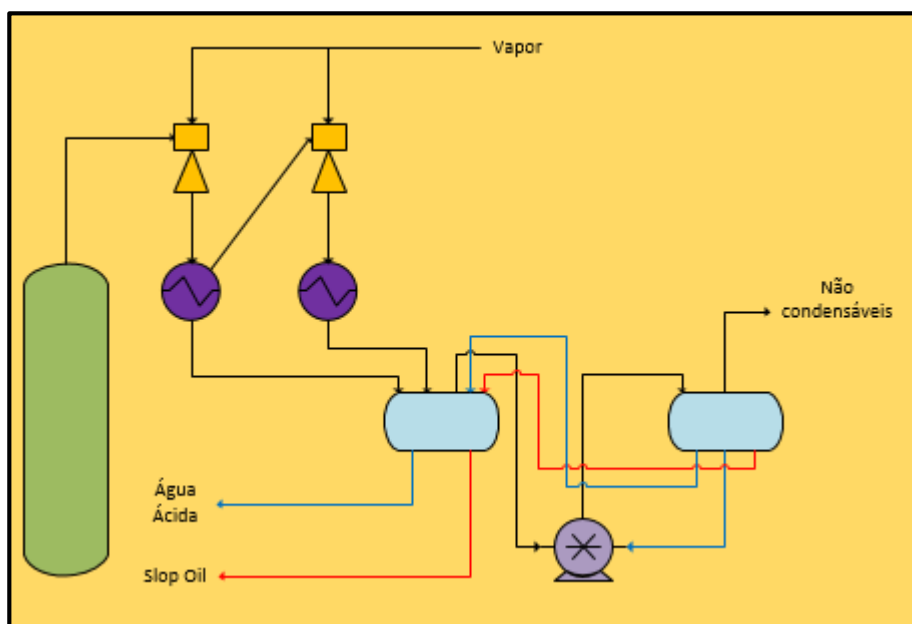 Vapor
Não
condensáveis
Água
Ácida
Slop Oil